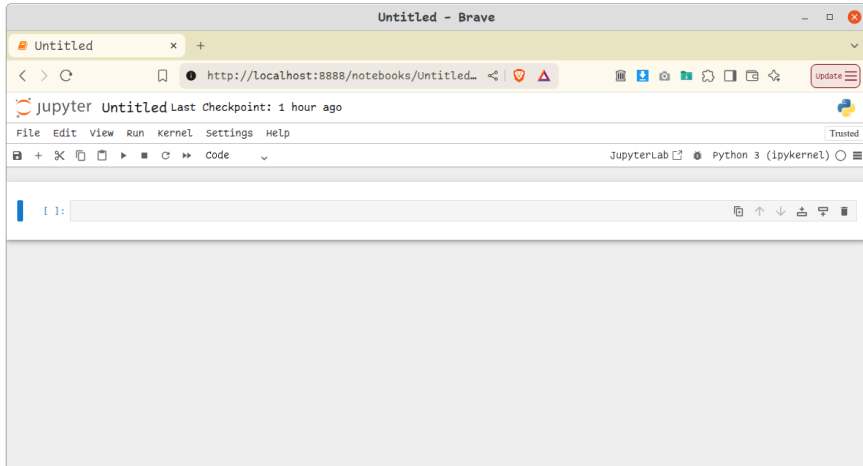 Untitled - Brave
Untitled
http://localhost:8888/notebooks/Untitled… Update
jupyter Untitled Last Checkpoint: 1 hour ago
File Edit View Run Kernel Settings Help Trusted
Code JupyterLab Python 3 (ipykernel)
[ ]: